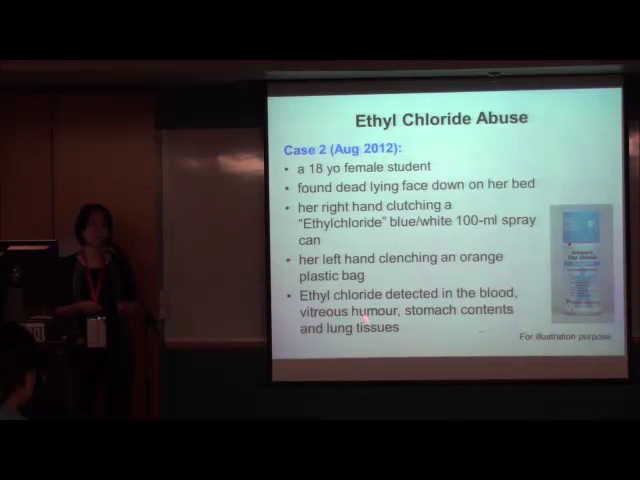 Ethyl Chloride Abuse
Case 2 (Aug 2012):
• a 18 yo female student
• found dead lying face down on her bed
• her right hand clutching a
"Ethylchloride" blue/white 100-ml spray
can
• her left hand clenching an orange
plastic bag
• Ethyl chloride detected in the blood,
vitreous humour, stomach contents
and lung tissues
For illustration purpose